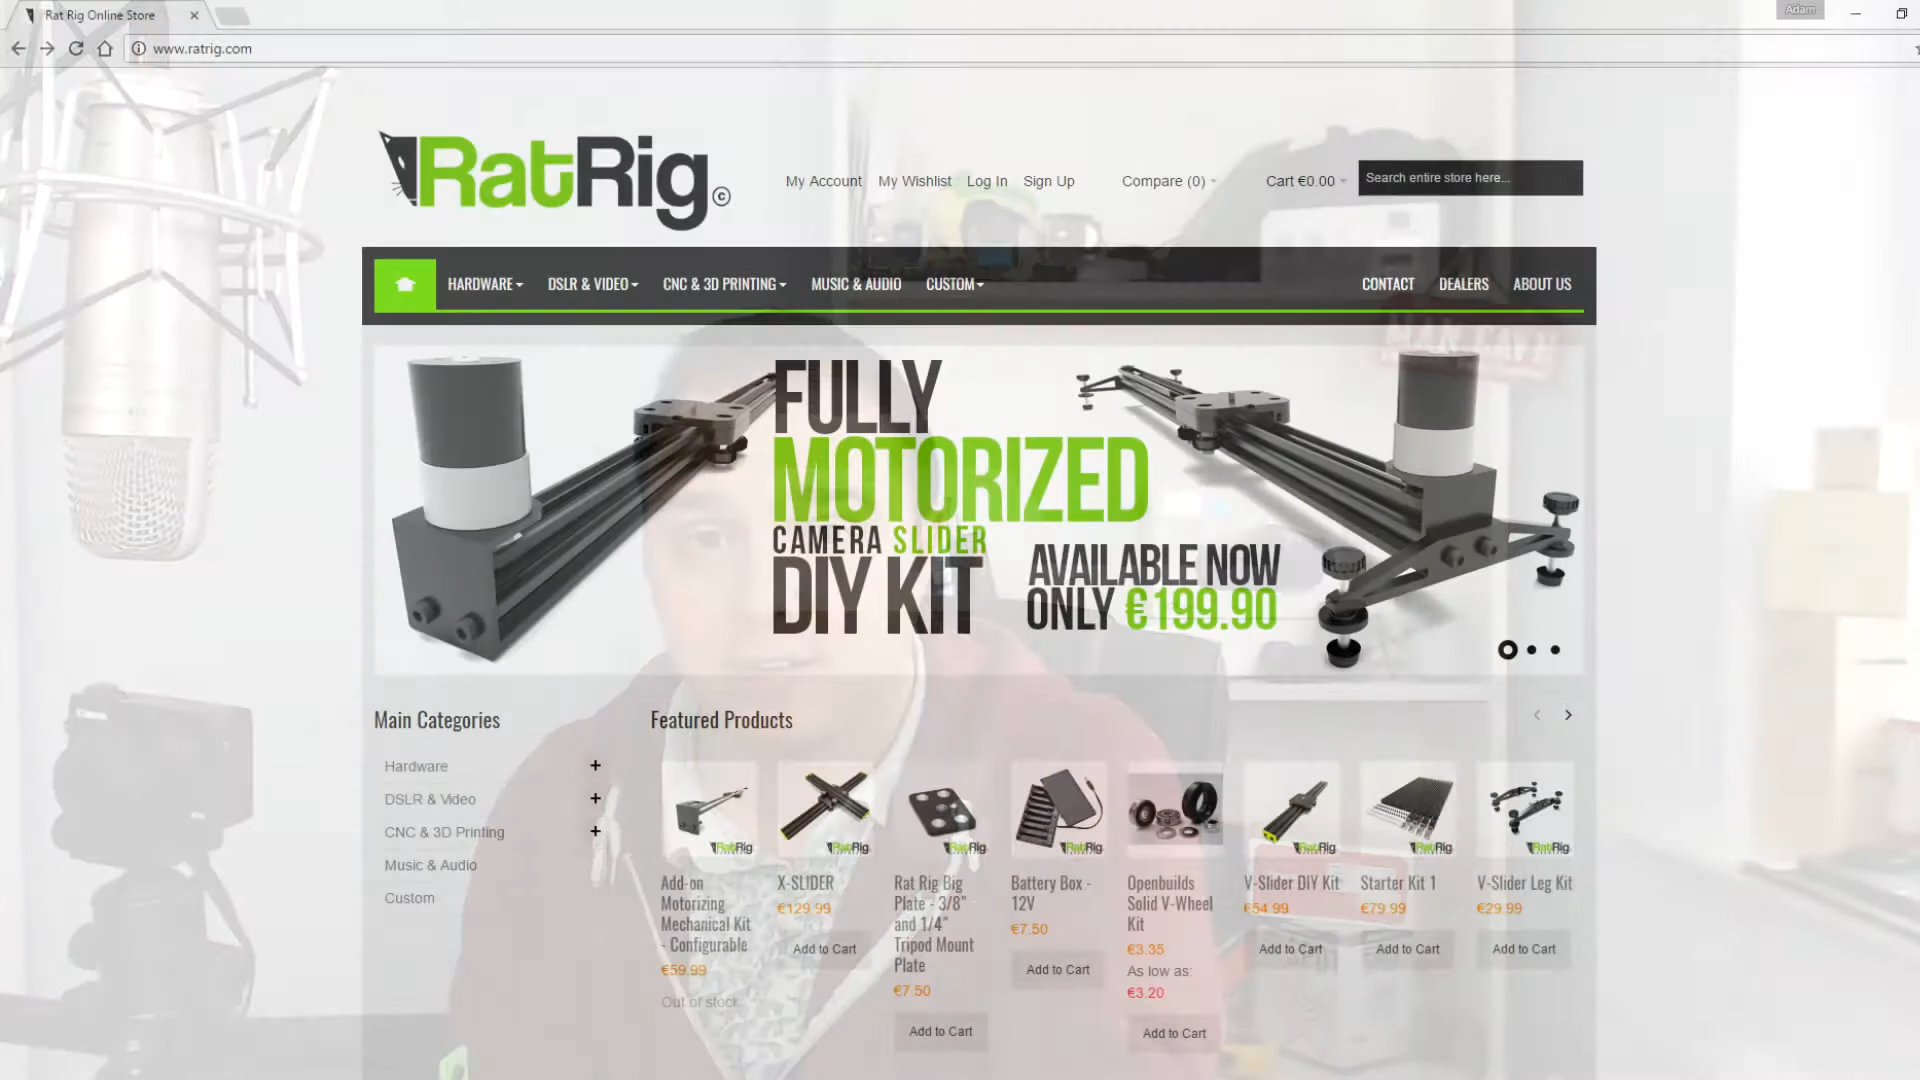 Rat Rig Online Store
Adam
www.ratrig.com
RatRig ©
My Account My Wishlist Log In Sign Up Compare (0) Cart €0.00 Search entire store here...
HARDWARE DSLR & VIDEO CNC & 3D PRINTING MUSIC & AUDIO CUSTOM CONTACT DEALERS ABOUT US
FULLY
MOTORIZED
CAMERA SLIDER
DIY KIT
AVAILABLE NOW
ONLY €199.90
Main Categories
Hardware
DSLR & Video
CNC & 3D Printing
Music & Audio
Custom
Featured Products
RatRig
Add-on
Motorizing
Mechanical Kit
- Configurable
€59.99
Out of stock
RatRig
X-SLIDER
€129.99
Add to Cart
RatRig
Rat Rig Big
Plate - 3/8"
and 1/4"
Tripod Mount
Plate
€7.50
Add to Cart
RatRig
Battery Box -
12V
€7.50
Add to Cart
Openbuilds
Solid V-Wheel
Kit
€3.35
As low as:
€3.20
Add to Cart
RatRig
V-Slider DIY Kit
€54.99
Add to Cart
RatRig
Starter Kit 1
€79.99
Add to Cart
RatRig
V-Slider Leg Kit
€29.99
Add to Cart